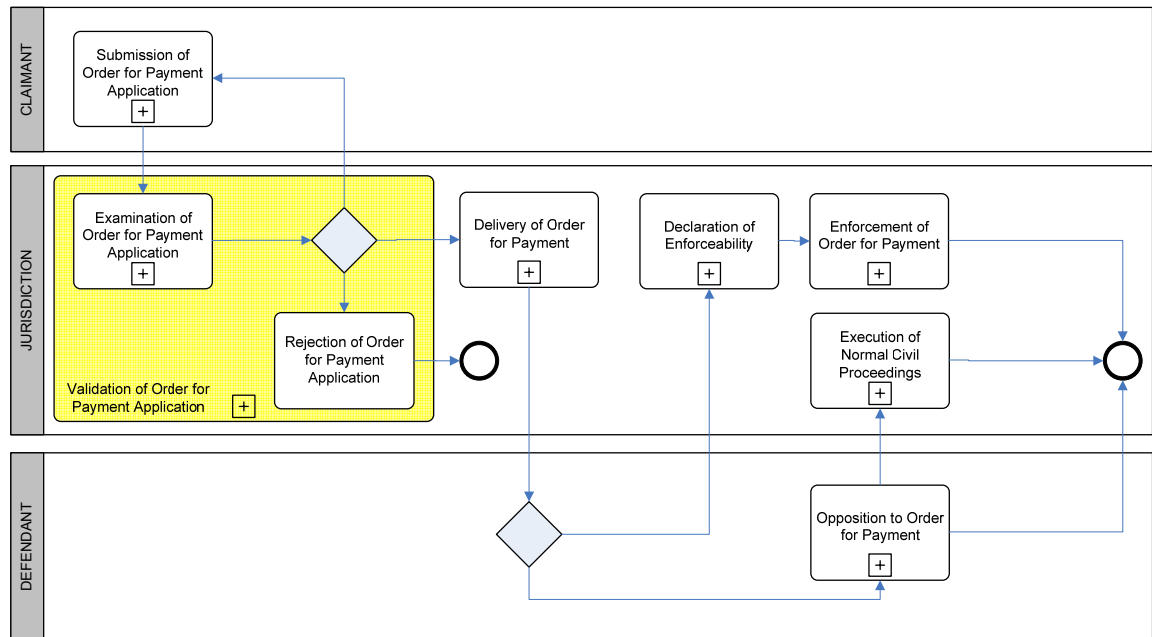 CLAIMANT
Submission of
Order for Payment
Application
+
JURISDICTION
Examination of
Order for Payment
Application
+
Rejection of Order
for Payment
Application
Validation of Order for
Payment Application
+
Delivery of Order
for Payment
+
Declaration of
Enforceability
+
Enforcement of
Order for Payment
+
Execution of
Normal Civil
Proceedings
+
DEFENDANT
Opposition to Order
for Payment
+